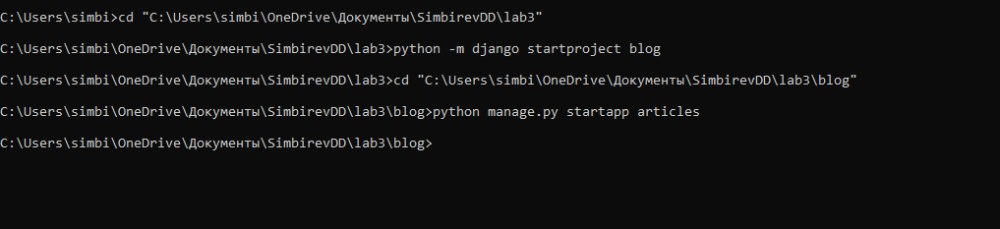 C:\Users\simbi>cd "C:\Users\simbi\OneDrive\Документы\SimbirevDD\lab3"
C:\Users\simbi\OneDrive\Документы\SimbirevDD\lab3>python -m django startproject blog
C:\Users\simbi\OneDrive\Документы\SimbirevDD\lab3>cd "C:\Users\simbi\OneDrive\Документы\SimbirevDD\lab3\blog"
C:\Users\simbi\OneDrive\Документы\SimbirevDD\lab3\blog>python manage.py startapp articles
C:\Users\simbi\OneDrive\Документы\SimbirevDD\lab3\blog>